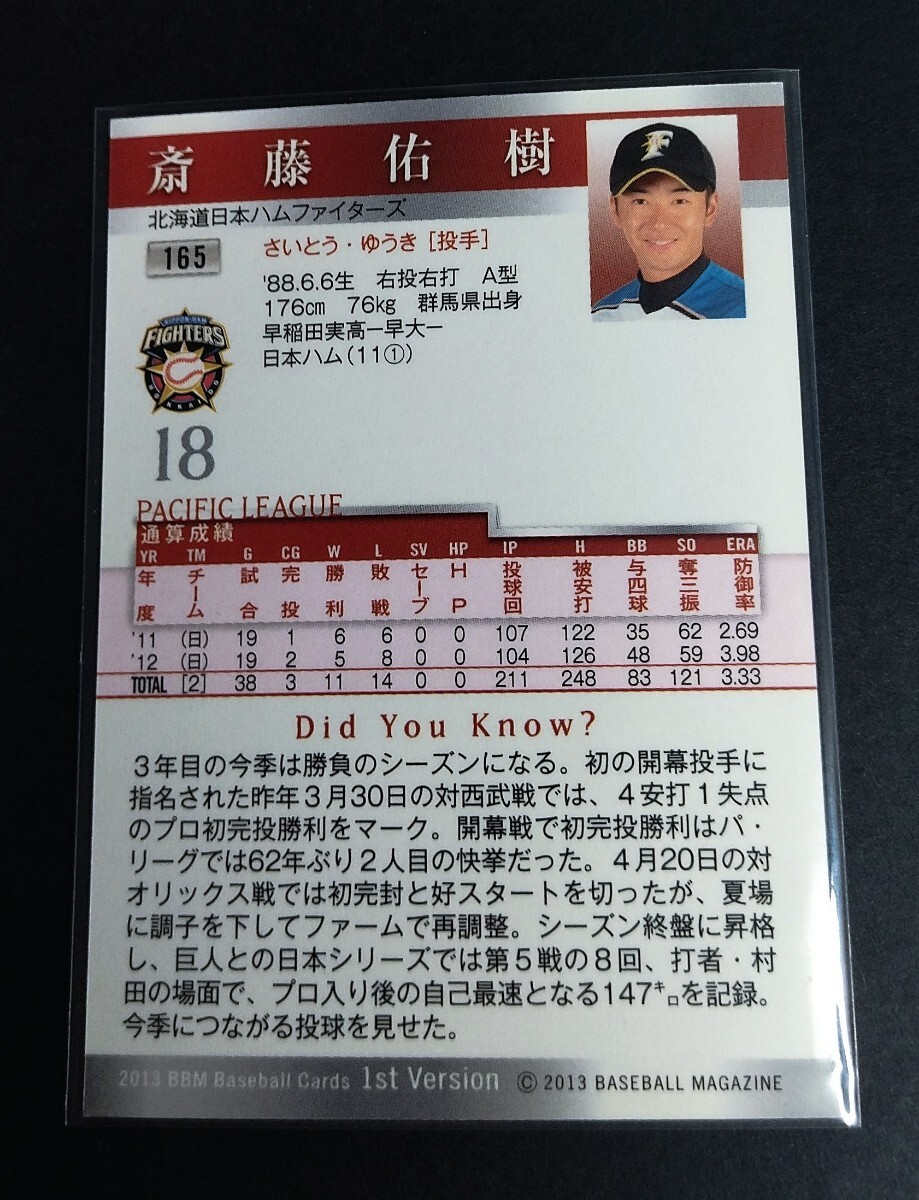 斎藤佑樹
北海道日本ハムファイターズ
165
さいとう・ゆうき［投手］
'88.6.6生　右投右打　A型
176㎝　76㎏　群馬県出身
早稲田実高ー早大ー
日本ハム（11①）
F
NIPPON-HAM
FIGHTERS
HOKKAIDO
18
PACIFIC LEAGUE
通算成績
YR TM G CG W L SV HP IP H BB SO ERA
年度 チーム 試合 完投 勝利 敗戦 セーブ HP 投球回 被安打 与四球 奪三振 防御率
'11 (日) 19 1 6 6 0 0 107 122 35 62 2.69
'12 (日) 19 2 5 8 0 0 104 126 48 59 3.98
TOTAL [2] 38 3 11 14 0 0 211 248 83 121 3.33
Did You Know?
３年目の今季は勝負のシーズンになる。初の開幕投手に
指名された昨年３月30日の対西武戦では、４安打１失点
のプロ初完投勝利をマーク。開幕戦で初完投勝利はパ・
リーグでは62年ぶり２人目の快挙だった。４月20日の対
オリックス戦では初完封と好スタートを切ったが、夏場
に調子を下してファームで再調整。シーズン終盤に昇格
し、巨人との日本シリーズでは第５戦の８回、打者・村
田の場面で、プロ入り後の自己最速となる147㌔を記録。
今季につながる投球を見せた。
2013 BBM Baseball Cards 1st Version © 2013 BASEBALL MAGAZINE